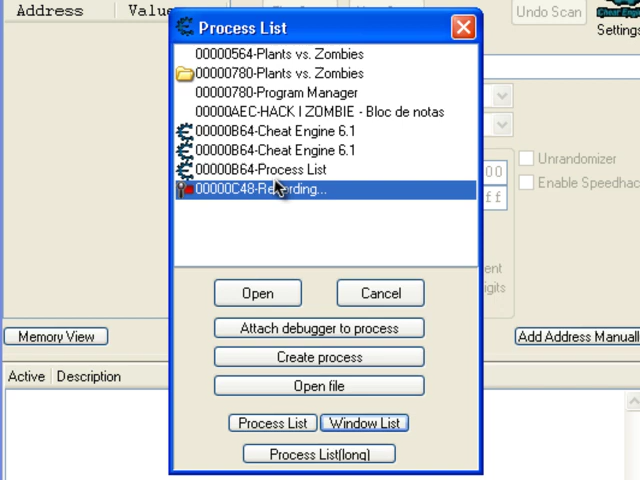 Address
Value
Undo Scan
Process List
Settings
00000564-Plants vs. Zombies
00000780-Plants vs. Zombies
00000780-Program Manager
00000AEC-HACK I ZOMBIE - Bloc de notas
00000B64-Cheat Engine 6.1
00000B64-Cheat Engine 6.1
00000B64-Process List
00000C48-Recording...
Unrandomizer
Enable Speedhac
Open
Cancel
Attach debugger to process
Memory View
Add Address Manuall
Create process
Active
Description
Open file
Process List
Window List
Process List(long)